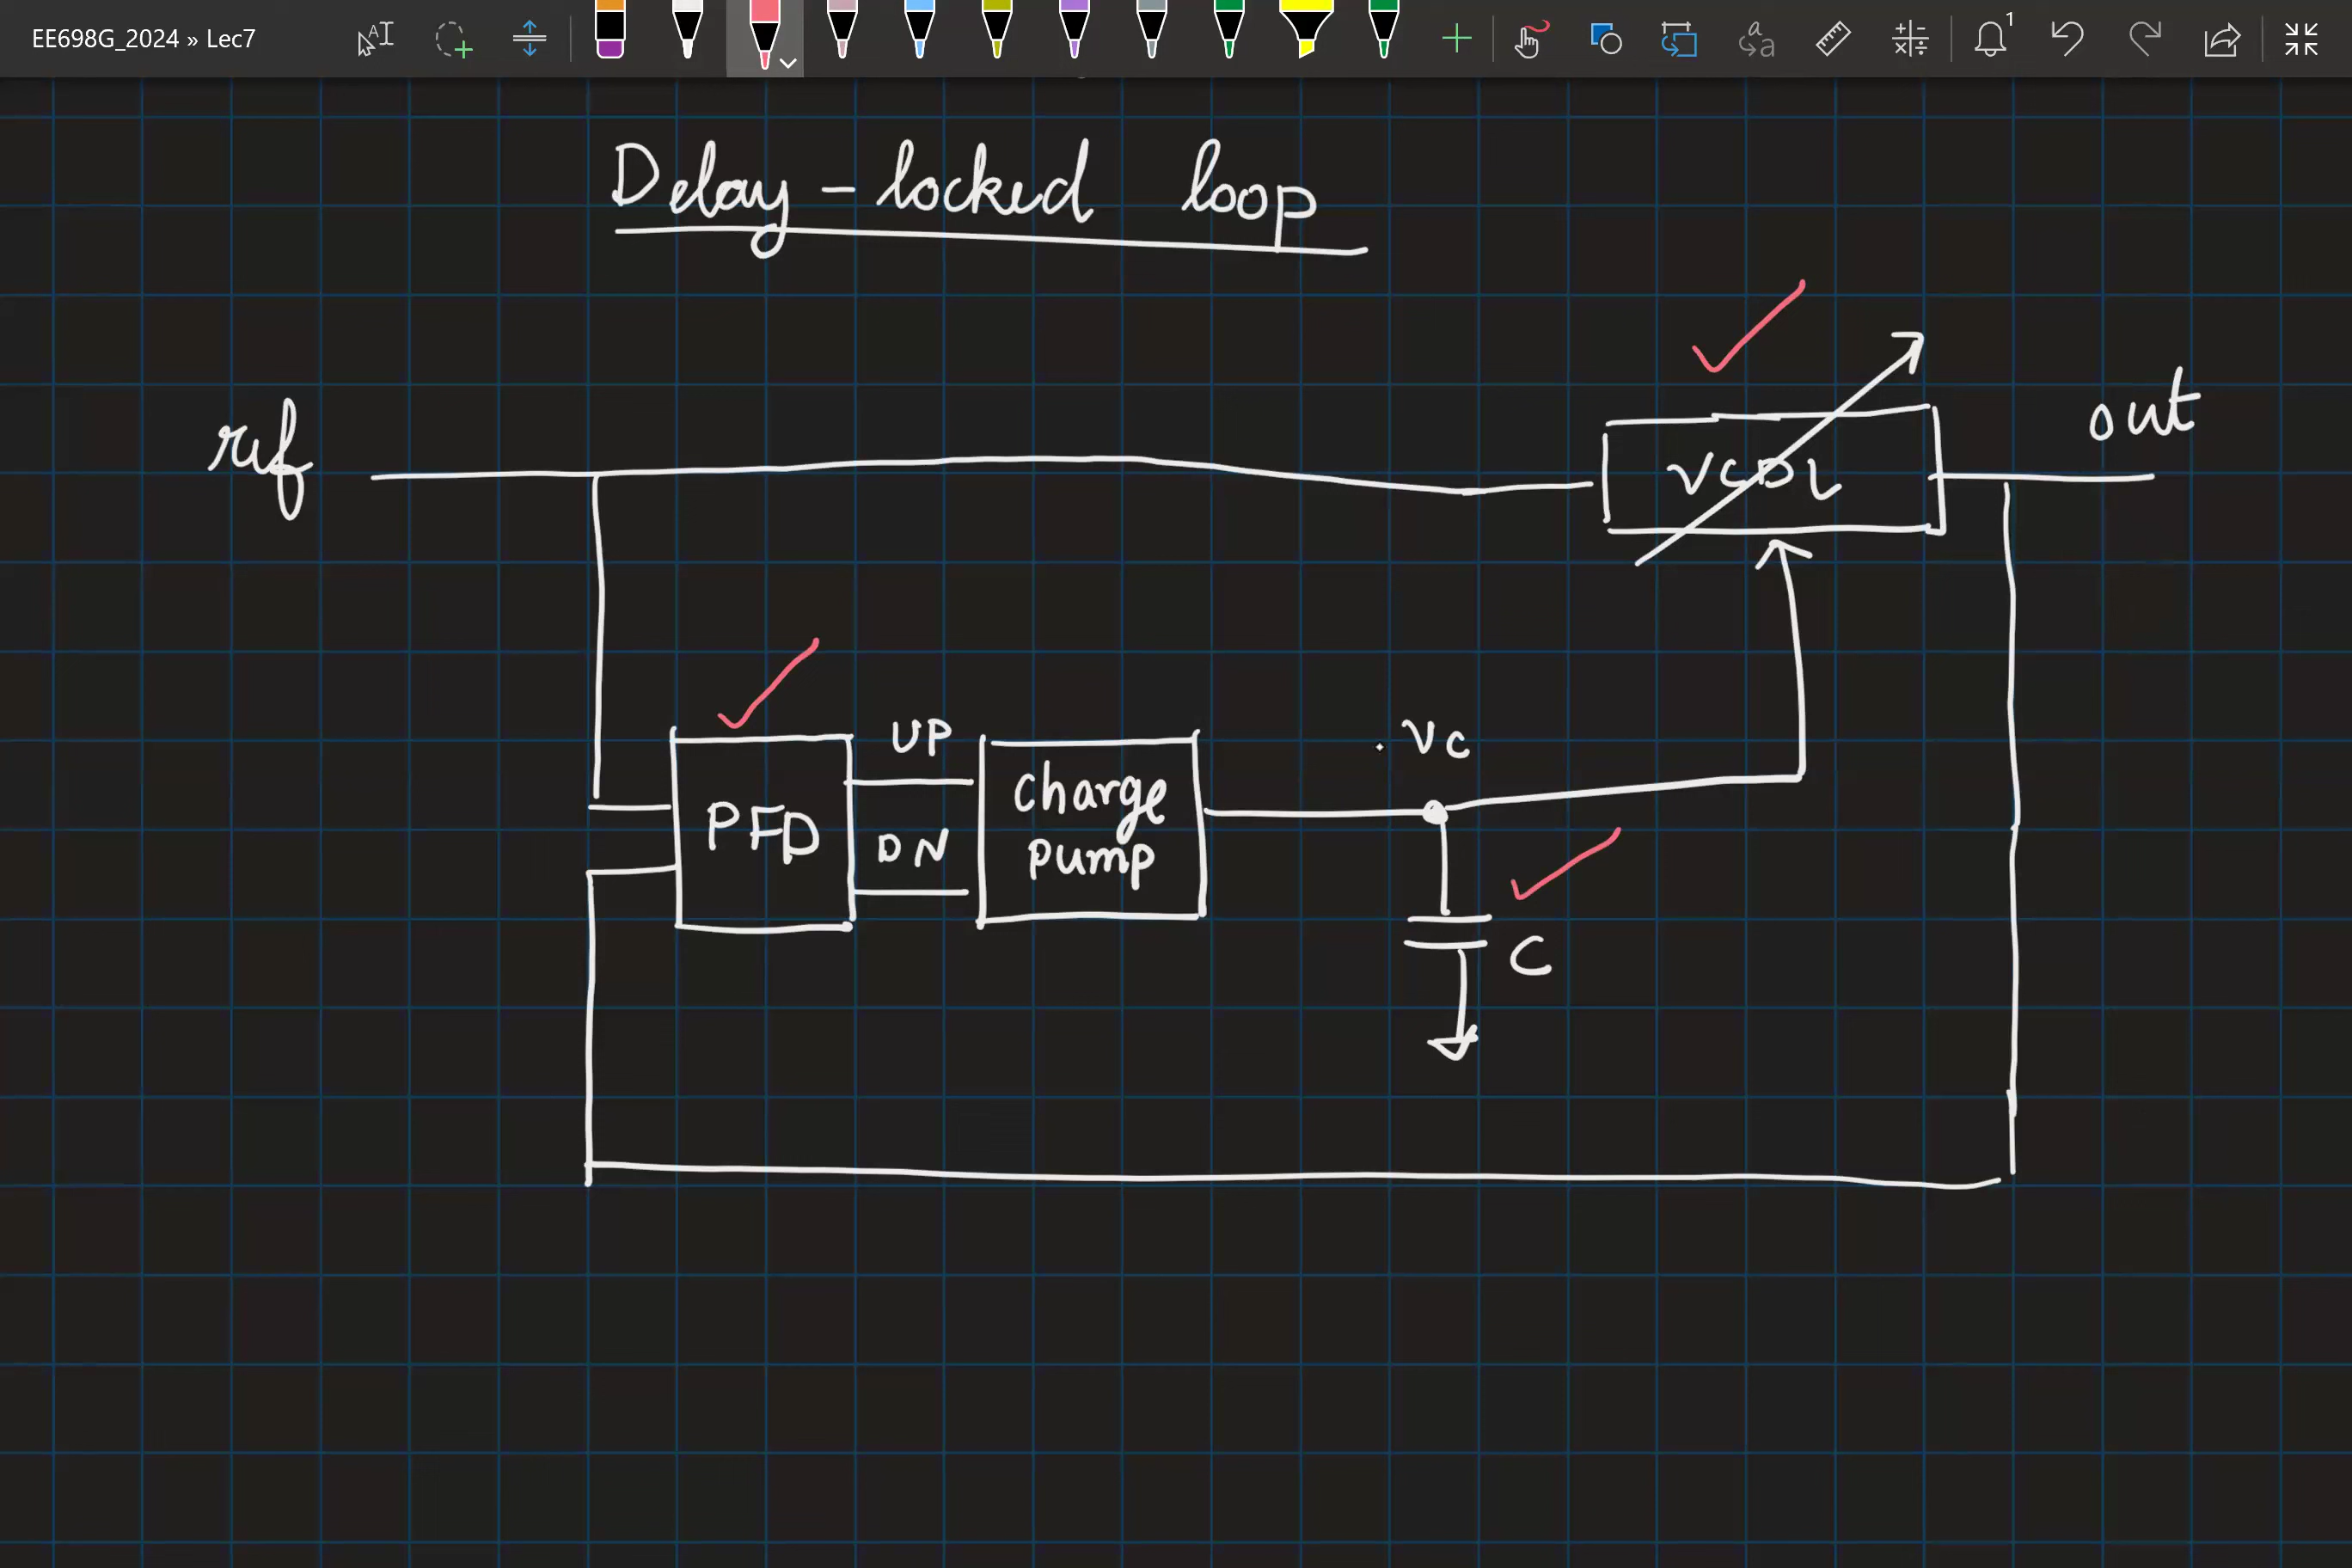 EE698G_2024 » Lec7
Delay-locked loop
ref
VCDL
out
UP
Vc
PFD
DN
charge
pump
C